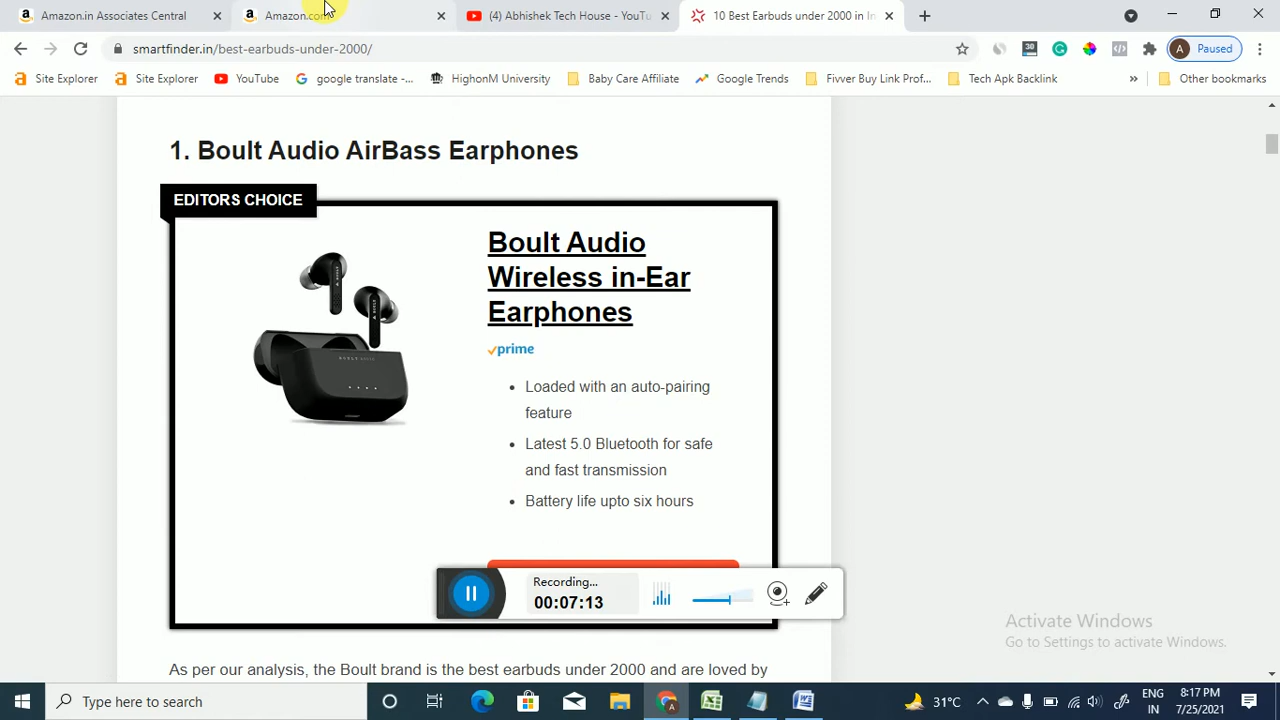 Amazon.in Associates Central
Amazon.co
(4) Abhishek Tech House - YouTu
10 Best Earbuds under 2000 in In
smartfinder.in/best-earbuds-under-2000/
30
A
Paused
Site Explorer
Site Explorer
YouTube
google translate -...
HighonM University
Baby Care Affiliate
Google Trends
Fivver Buy Link Prof...
Tech Apk Backlink
»
Other bookmarks
1. Boult Audio AirBass Earphones
EDITORS CHOICE
Boult Audio
Wireless in-Ear
Earphones
prime
• Loaded with an auto-pairing
feature
• Latest 5.0 Bluetooth for safe
and fast transmission
• Battery life upto six hours
Recording...
00:07:13
Activate Windows
Go to Settings to activate Windows.
As per our analysis, the Boult brand is the best earbuds under 2000 and are loved by
Type here to search
31°C
ENG
IN
8:17 PM
7/25/2021